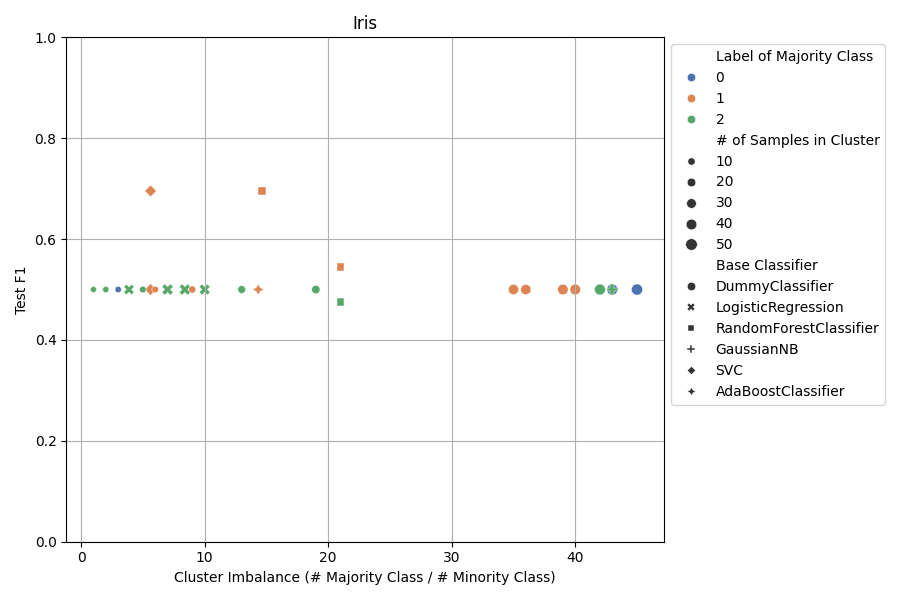 Iris
1.0
0.8
0.6
0.4
0.2
0.0
Test F1
0
10
20
30
40
Cluster Imbalance (# Majority Class / # Minority Class)
Label of Majority Class
0
1
2
# of Samples in Cluster
10
20
30
40
50
Base Classifier
DummyClassifier
LogisticRegression
RandomForestClassifier
GaussianNB
SVC
AdaBoostClassifier